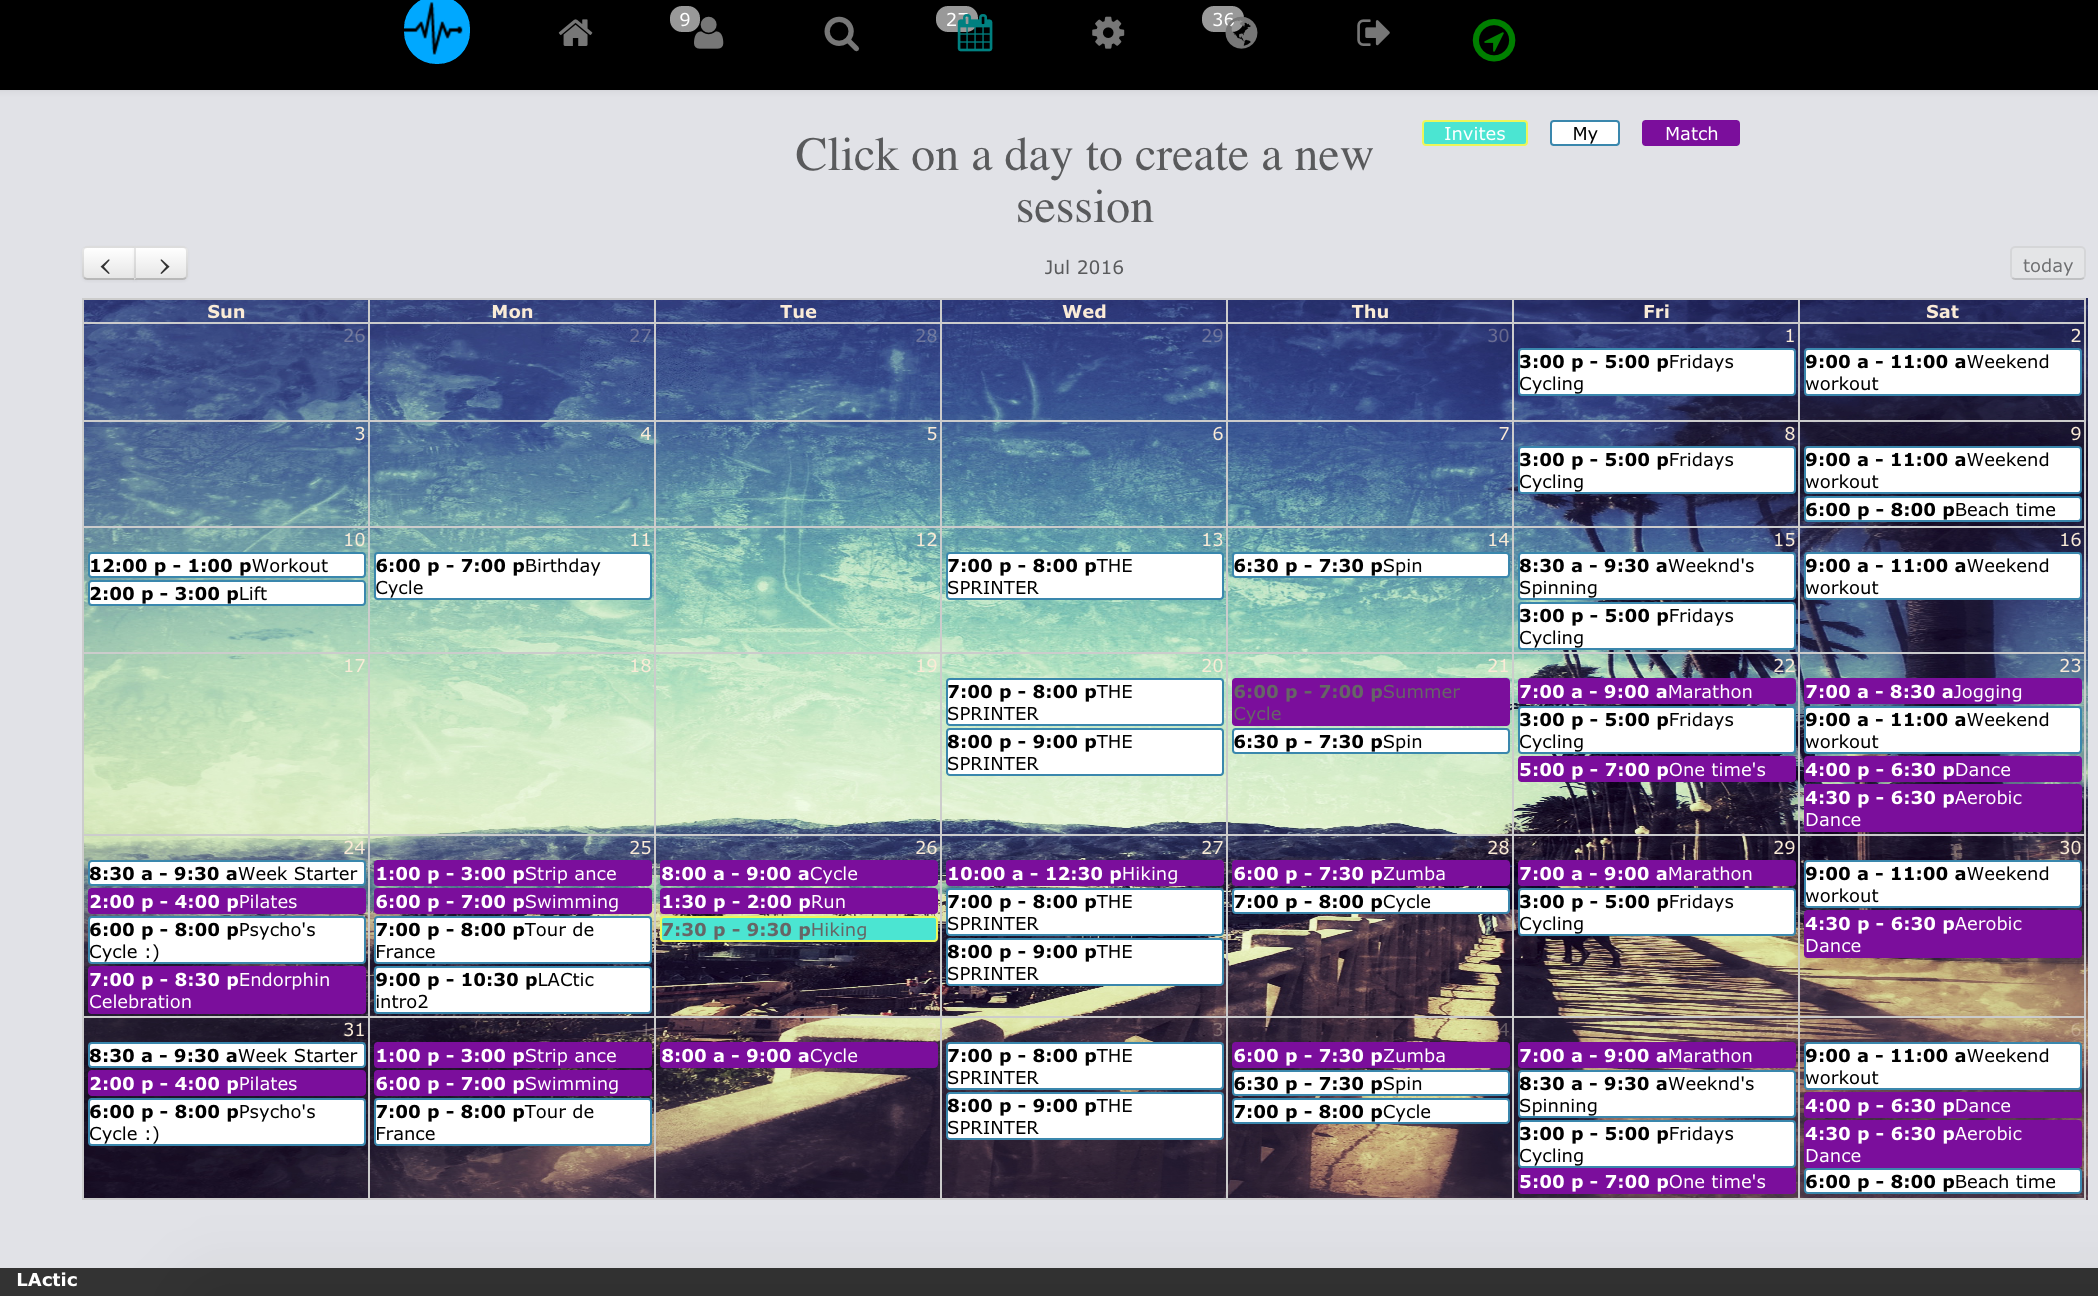 9
27
36
Invites
My
Match
Click on a day to create a new
session
Jul 2016
today
Sun Mon Tue Wed Thu Fri Sat
26 27 28 29 30 1 2
3:00 p - 5:00 pFridays
Cycling
9:00 a - 11:00 aWeekend
workout
3 4 5 6 7 8 9
3:00 p - 5:00 pFridays
Cycling
9:00 a - 11:00 aWeekend
workout
6:00 p - 8:00 pBeach time
10 11 12 13 14 15 16
12:00 p - 1:00 pWorkout
2:00 p - 3:00 pLift
6:00 p - 7:00 pBirthday
Cycle
7:00 p - 8:00 pTHE
SPRINTER
6:30 p - 7:30 pSpin
8:30 a - 9:30 aWeeknd's
Spinning
3:00 p - 5:00 pFridays
Cycling
9:00 a - 11:00 aWeekend
workout
17 18 19 20 21 22 23
7:00 p - 8:00 pTHE
SPRINTER
8:00 p - 9:00 pTHE
SPRINTER
6:00 p - 7:00 pSummer
Cycle
6:30 p - 7:30 pSpin
7:00 a - 9:00 aMarathon
3:00 p - 5:00 pFridays
Cycling
5:00 p - 7:00 pOne time's
7:00 a - 8:30 aJogging
9:00 a - 11:00 aWeekend
workout
4:00 p - 6:30 pDance
4:30 p - 6:30 pAerobic
Dance
24 25 26 27 28 29 30
8:30 a - 9:30 aWeek Starter
2:00 p - 4:00 pPilates
6:00 p - 8:00 pPsycho's
Cycle :)
7:00 p - 8:30 pEndorphin
Celebration
1:00 p - 3:00 pStrip ance
6:00 p - 7:00 pSwimming
7:00 p - 8:00 pTour de
France
9:00 p - 10:30 pLACtic
intro2
8:00 a - 9:00 aCycle
1:30 p - 2:00 pRun
7:30 p - 9:30 pHiking
10:00 a - 12:30 pHiking
7:00 p - 8:00 pTHE
SPRINTER
8:00 p - 9:00 pTHE
SPRINTER
6:00 p - 7:30 pZumba
7:00 p - 8:00 pCycle
7:00 a - 9:00 aMarathon
3:00 p - 5:00 pFridays
Cycling
9:00 a - 11:00 aWeekend
workout
4:30 p - 6:30 pAerobic
Dance
31 1 3 4 6
8:30 a - 9:30 aWeek Starter
2:00 p - 4:00 pPilates
6:00 p - 8:00 pPsycho's
Cycle :)
1:00 p - 3:00 pStrip ance
6:00 p - 7:00 pSwimming
7:00 p - 8:00 pTour de
France
8:00 a - 9:00 aCycle
7:00 p - 8:00 pTHE
SPRINTER
8:00 p - 9:00 pTHE
SPRINTER
6:00 p - 7:30 pZumba
6:30 p - 7:30 pSpin
7:00 p - 8:00 pCycle
7:00 a - 9:00 aMarathon
8:30 a - 9:30 aWeeknd's
Spinning
3:00 p - 5:00 pFridays
Cycling
5:00 p - 7:00 pOne time's
9:00 a - 11:00 aWeekend
workout
4:00 p - 6:30 pDance
4:30 p - 6:30 pAerobic
Dance
6:00 p - 8:00 pBeach time
LActic